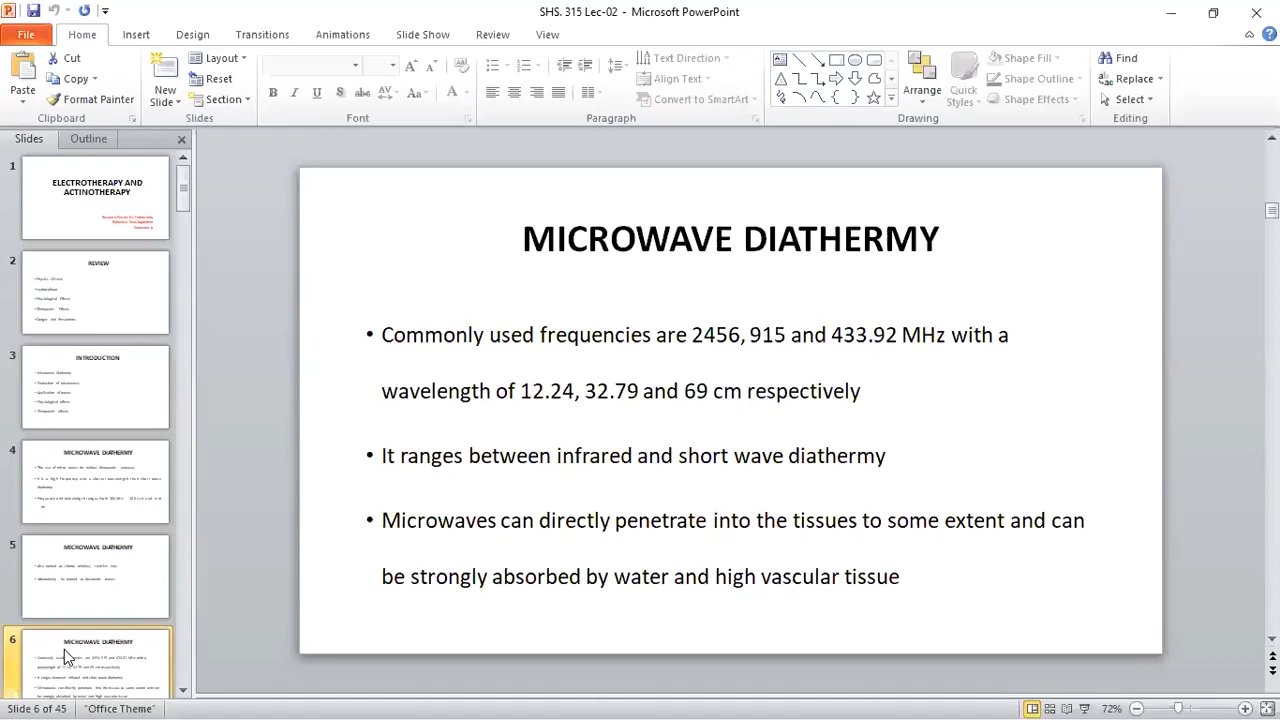 SHS. 315 Lec-02 - Microsoft PowerPoint
File Home Insert Design Transitions Animations Slide Show Review View
Paste
Cut
Copy
Format Painter
Clipboard
New
Slide
Layout
Reset
Section
Slides
Font
Text Direction
Align Text
Convert to SmartArt
Paragraph
Arrange
Quick
Styles
Shape Fill
Shape Outline
Shape Effects
Drawing
Find
Replace
Select
Editing
Slides Outline
1
ELECTROTHERAPY AND
ACTINOTHERAPY
2
REVIEW
3
INTRODUCTION
4
MICROWAVE DIATHERMY
5
MICROWAVE DIATHERMY
6
MICROWAVE DIATHERMY
MICROWAVE DIATHERMY
• Commonly used frequencies are 2456, 915 and 433.92 MHz with a
wavelength of 12.24, 32.79 and 69 cm respectively
• It ranges between infrared and short wave diathermy
• Microwaves can directly penetrate into the tissues to some extent and can
be strongly absorbed by water and high vascular tissue
Slide 6 of 45 "Office Theme" 72%